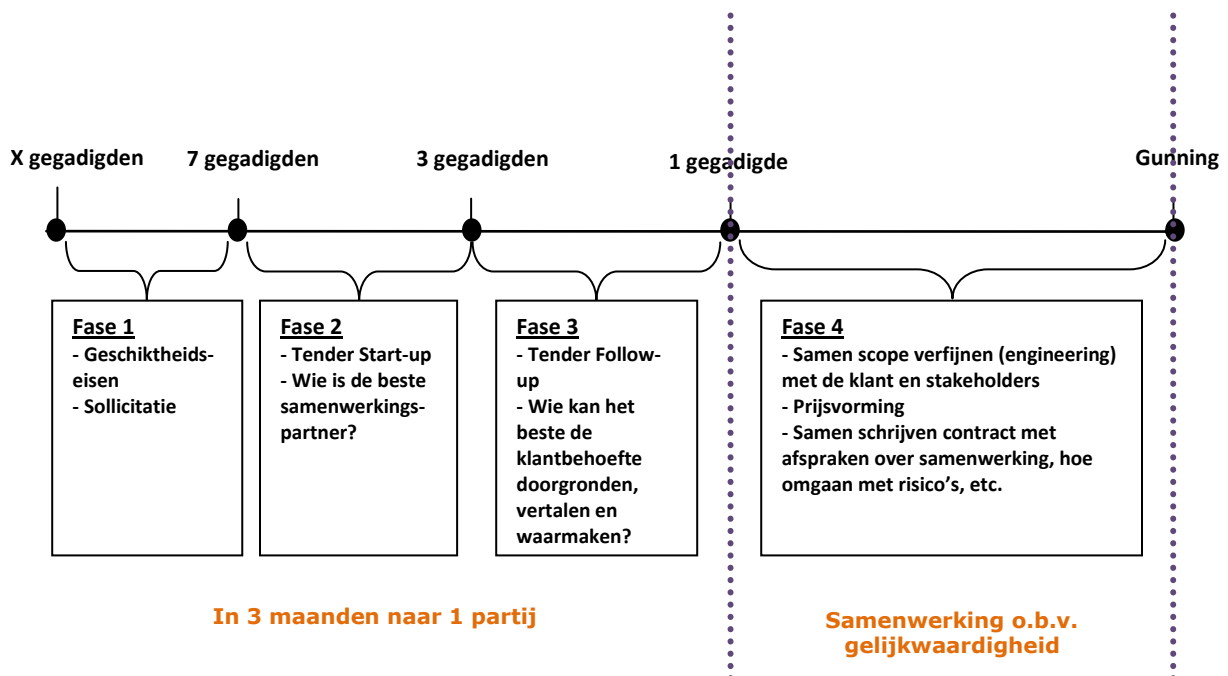 X gegadigden
7 gegadigden
3 gegadigden
1 gegadigde
Gunning
Fase 1
- Geschiktheids-
eisen
- Sollicitatie
Fase 2
- Tender Start-up
- Wie is de beste
samenwerkings-
partner?
Fase 3
- Tender Follow-
up
- Wie kan het
beste de
klantbehoefte
doorgronden,
vertalen en
waarmaken?
Fase 4
- Samen scope verfijnen (engineering)
met de klant en stakeholders
- Prijsvorming
- Samen schrijven contract met
afspraken over samenwerking, hoe
omgaan met risico's, etc.
In 3 maanden naar 1 partij
Samenwerking o.b.v.
gelijkwaardigheid